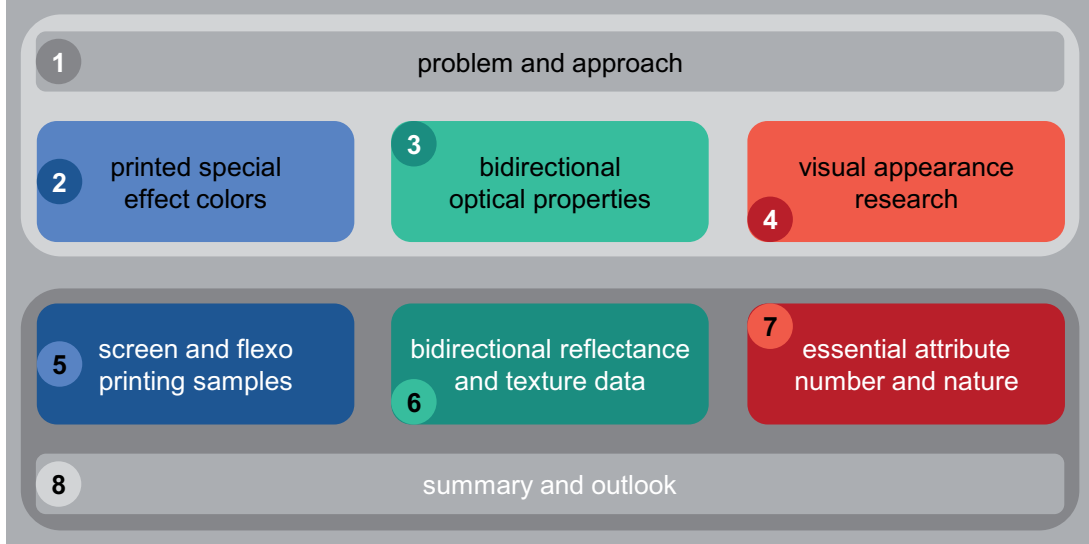 1
problem and approach
2
printed special
effect colors
3
bidirectional
optical properties
visual appearance
research
4
5
screen and flexo
printing samples
bidirectional reflectance
and texture data
6
7
essential attribute
number and nature
8
summary and outlook